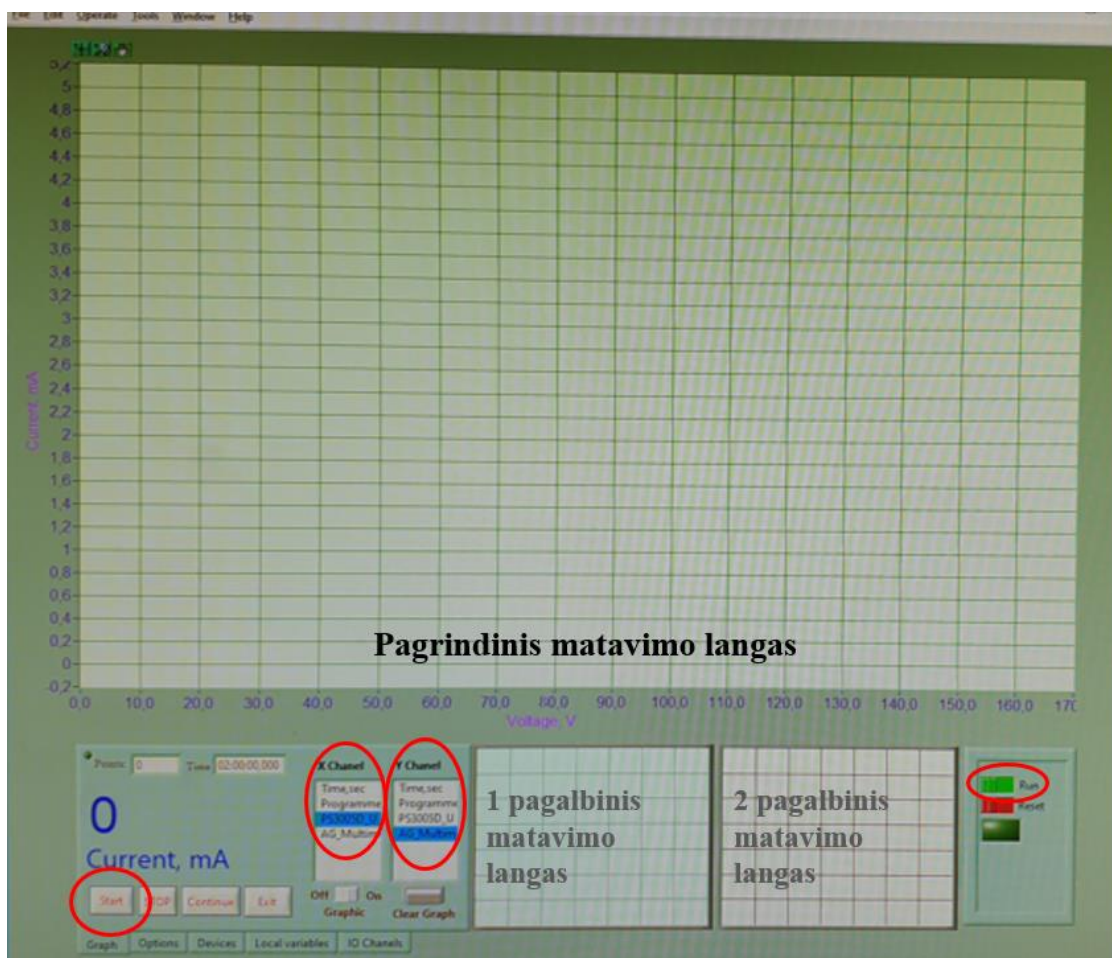 File Edit Operate Tools Window Help
5,2
5
4,8
4,6
4,4
4,2
4
3,8
3,6
3,4
3,2
3
2,8
2,6
2,4
2,2
2
1,8
1,6
1,4
1,2
1
0,8
0,6
0,4
0,2
0
-0,2
Current, mA
Pagrindinis matavimo langas
0,0 10,0 20,0 30,0 40,0 50,0 60,0 70,0 80,0 90,0 100,0 110,0 120,0 130,0 140,0 150,0 160,0 170
Voltage, V
Points 0 Time 02:00:00,000
0
Current, mA
Start STOP Continue Exit
X Chanel
Time,sec
Programme
PS3005D_U
AG_Multim
Y Chanel
Time,sec
Programme
PS3005D_U
AG_Multim
Off On
Graphic
Clear Graph
1 pagalbinis
matavimo
langas
2 pagalbinis
matavimo
langas
Run
Reset
Graph Options Devices Local variables IO Chanels